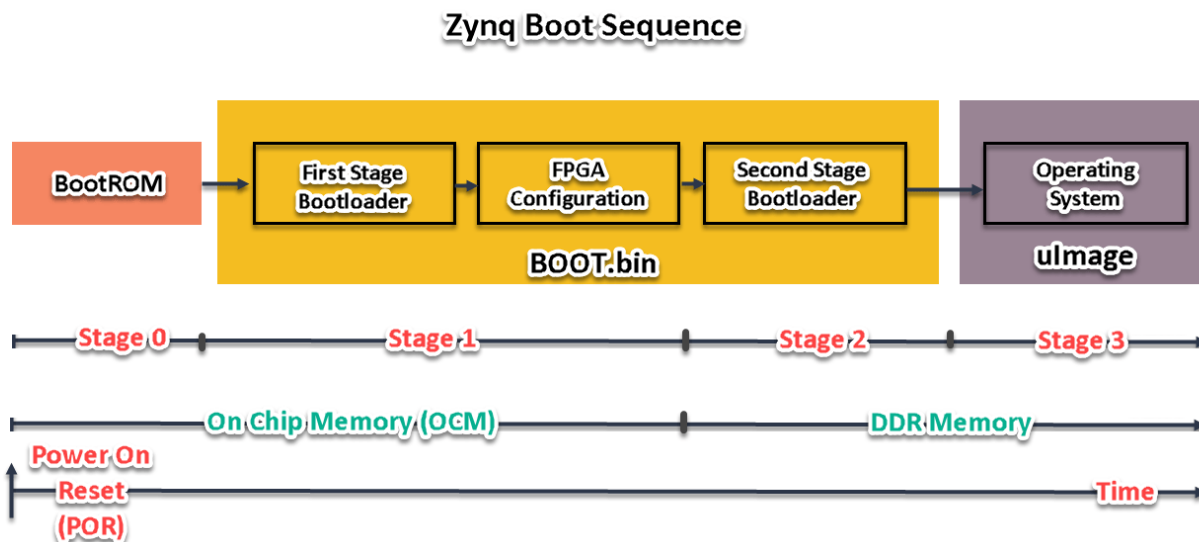 Zynq Boot Sequence
BootROM
First Stage
Bootloader
FPGA
Configuration
Second Stage
Bootloader
Operating
System
BOOT.bin
uImage
Stage 0
Stage 1
Stage 2
Stage 3
On Chip Memory (OCM)
DDR Memory
Power On
Reset
(POR)
Time